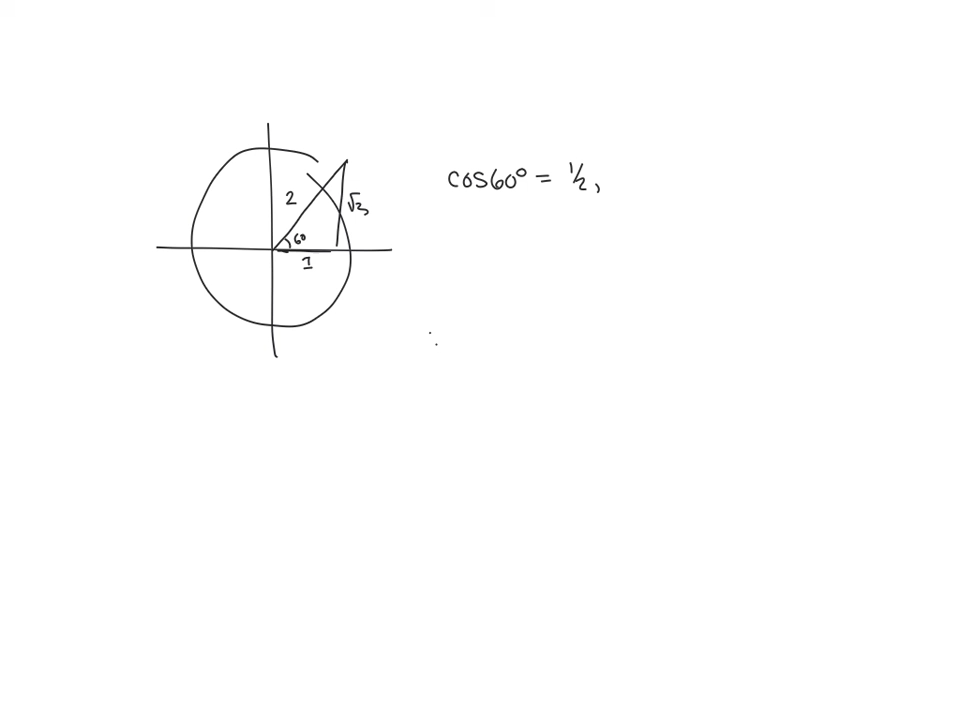 cos60° = 1/2,
2
√3
60
1